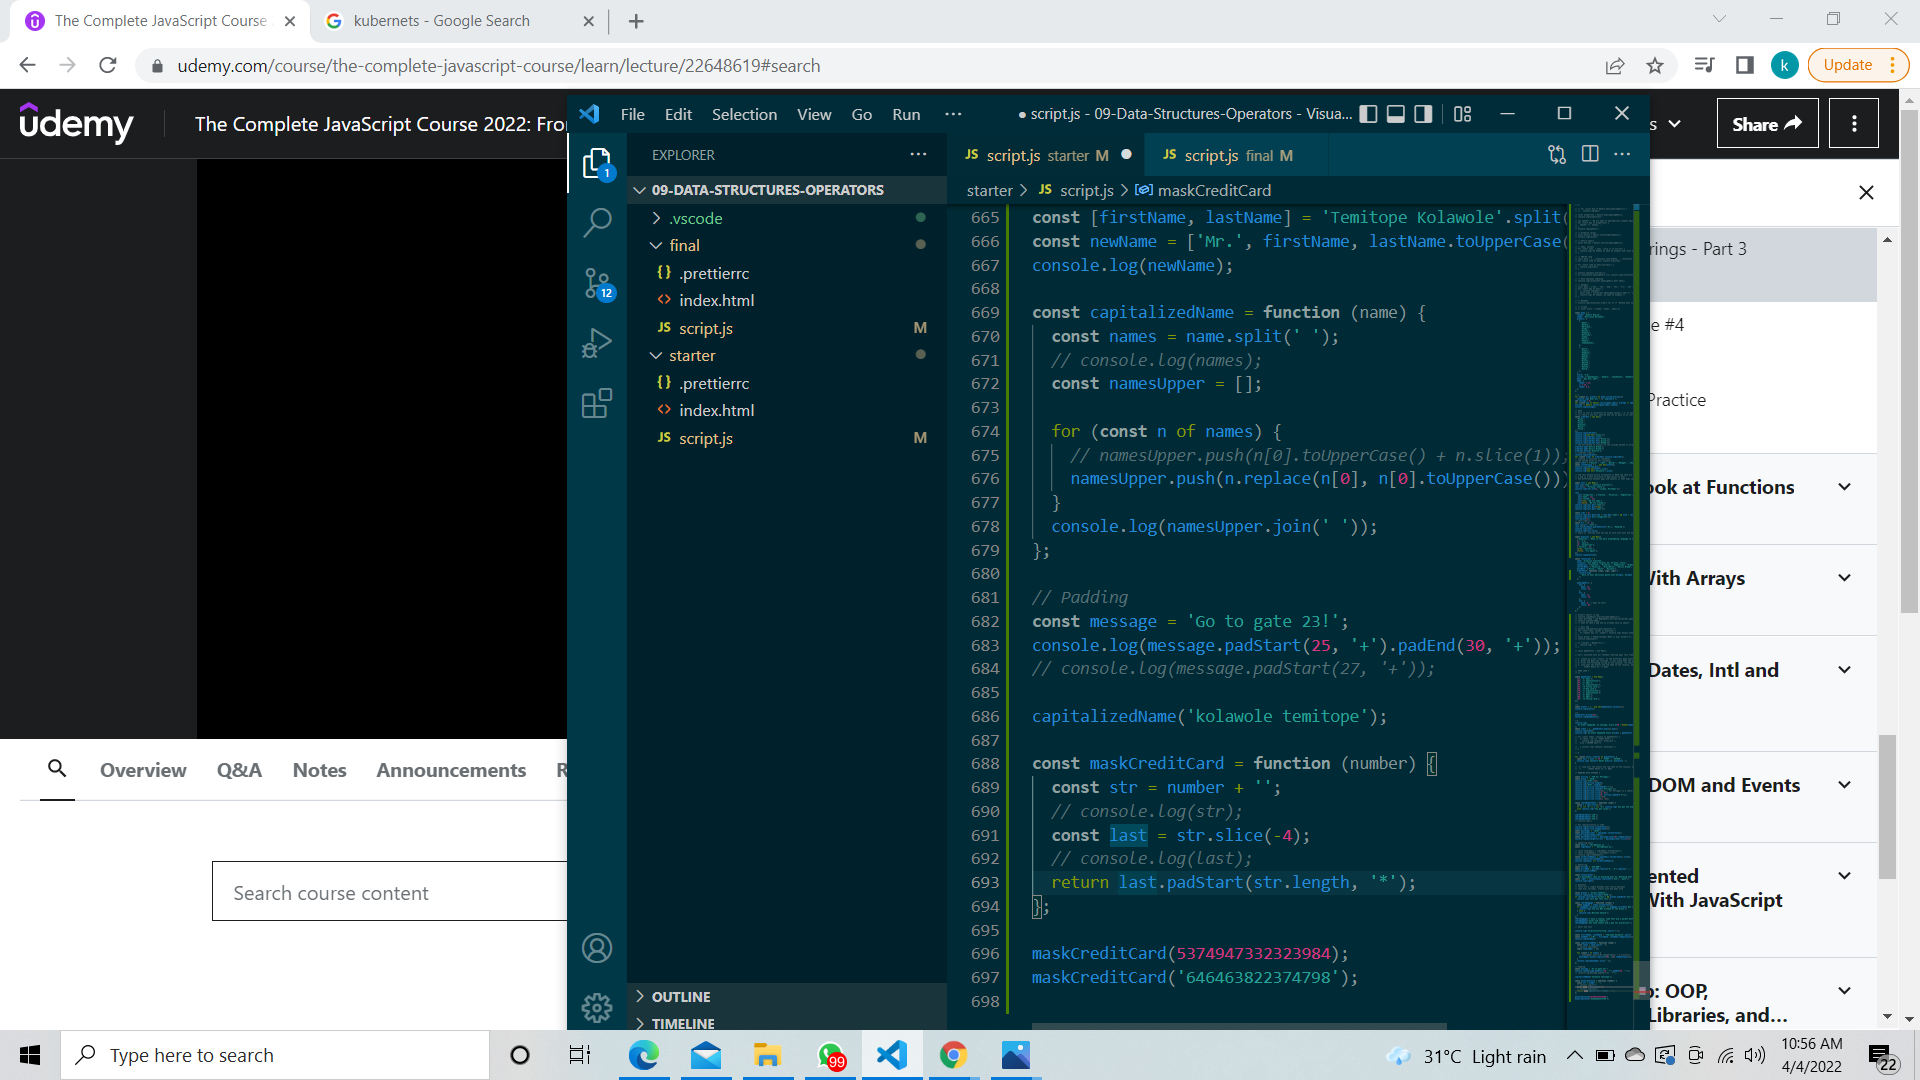 The Complete JavaScript Course
kubernets - Google Search
udemy.com/course/the-complete-javascript-course/learn/lecture/22648619#search
k
Update
udemy
The Complete JavaScript Course 2022: Fro
s
Share
File Edit Selection View Go Run ...
● script.js - 09-Data-Structures-Operators - Visua...
EXPLORER
JS script.js starter M
JS script.js final M
starter > JS script.js > maskCreditCard
1
12
09-DATA-STRUCTURES-OPERATORS
.vscode
final
{} .prettierrc
<> index.html
JS script.js M
starter
{} .prettierrc
<> index.html
JS script.js M
OUTLINE
TIMELINE
665 const [firstName, lastName] = 'Temitope Kolawole'.split(
666 const newName = ['Mr.', firstName, lastName.toUpperCase(
667 console.log(newName);
668
669 const capitalizedName = function (name) {
670 const names = name.split(' ');
671 // console.log(names);
672 const namesUpper = [];
673
674 for (const n of names) {
675 // namesUpper.push(n[0].toUpperCase() + n.slice(1));
676 namesUpper.push(n.replace(n[0], n[0].toUpperCase()))
677 }
678 console.log(namesUpper.join(' '));
679 };
680
681 // Padding
682 const message = 'Go to gate 23!';
683 console.log(message.padStart(25, '+').padEnd(30, '+'));
684 // console.log(message.padStart(27, '+'));
685
686 capitalizedName('kolawole temitope');
687
688 const maskCreditCard = function (number) {
689 const str = number + '';
690 // console.log(str);
691 const last = str.slice(-4);
692 // console.log(last);
693 return last.padStart(str.length, '*');
694 };
695
696 maskCreditCard(5374947332323984);
697 maskCreditCard('646463822374798');
698
rings - Part 3
e #4
Practice
ook at Functions
With Arrays
Dates, Intl and
DOM and Events
ented
With JavaScript
p: OOP,
Libraries, and...
Overview Q&A Notes Announcements R
Search course content
Type here to search
99
31°C Light rain
10:56 AM
4/4/2022
22